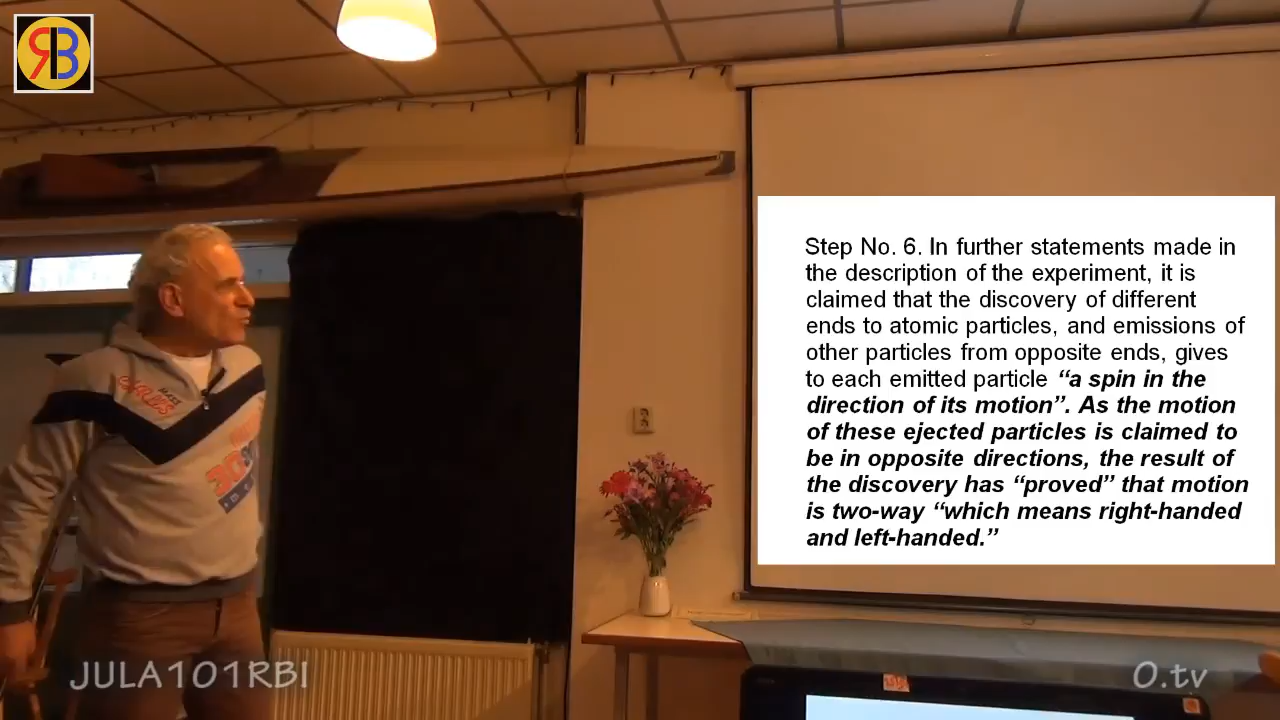 RB
Step No. 6. In further statements made in
the description of the experiment, it is
claimed that the discovery of different
ends to atomic particles, and emissions of
other particles from opposite ends, gives
to each emitted particle “a spin in the
direction of its motion”. As the motion
of these ejected particles is claimed to
be in opposite directions, the result of
the discovery has “proved” that motion
is two-way “which means right-handed
and left-handed.”
JULA101RBI
O.tv